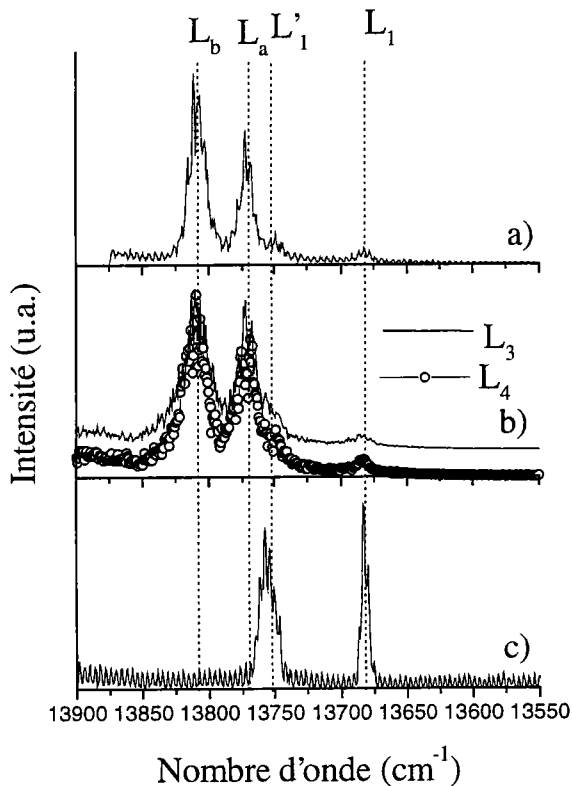 L_b L_a L'_1 L_1
a)
L_3
L_4
b)
c)
Intensité (u.a.)
13900 13850 13800 13750 13700 13650 13600 13550
Nombre d'onde (cm^-1)